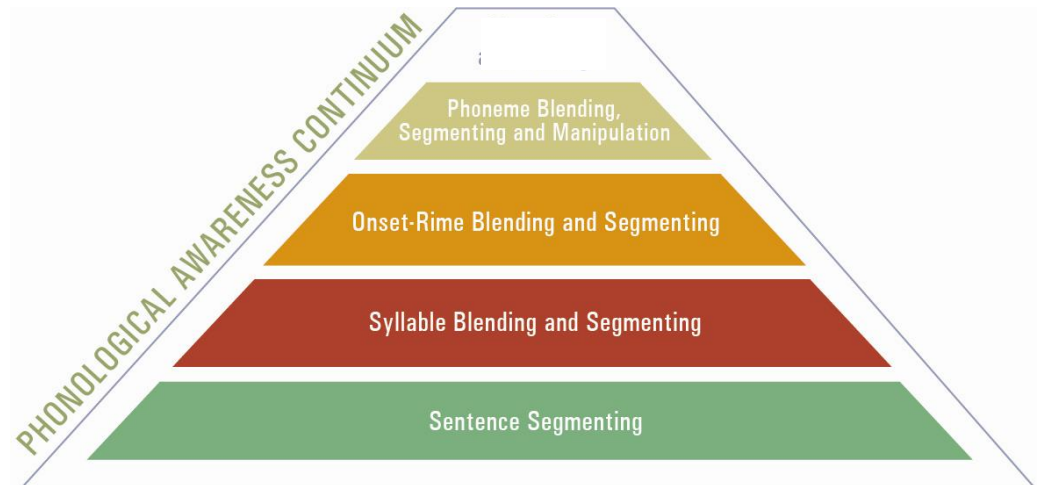 PHONOLOGICAL AWARENESS CONTINUUM
Phoneme Blending,
Segmenting and Manipulation
Onset-Rime Blending and Segmenting
Syllable Blending and Segmenting
Sentence Segmenting